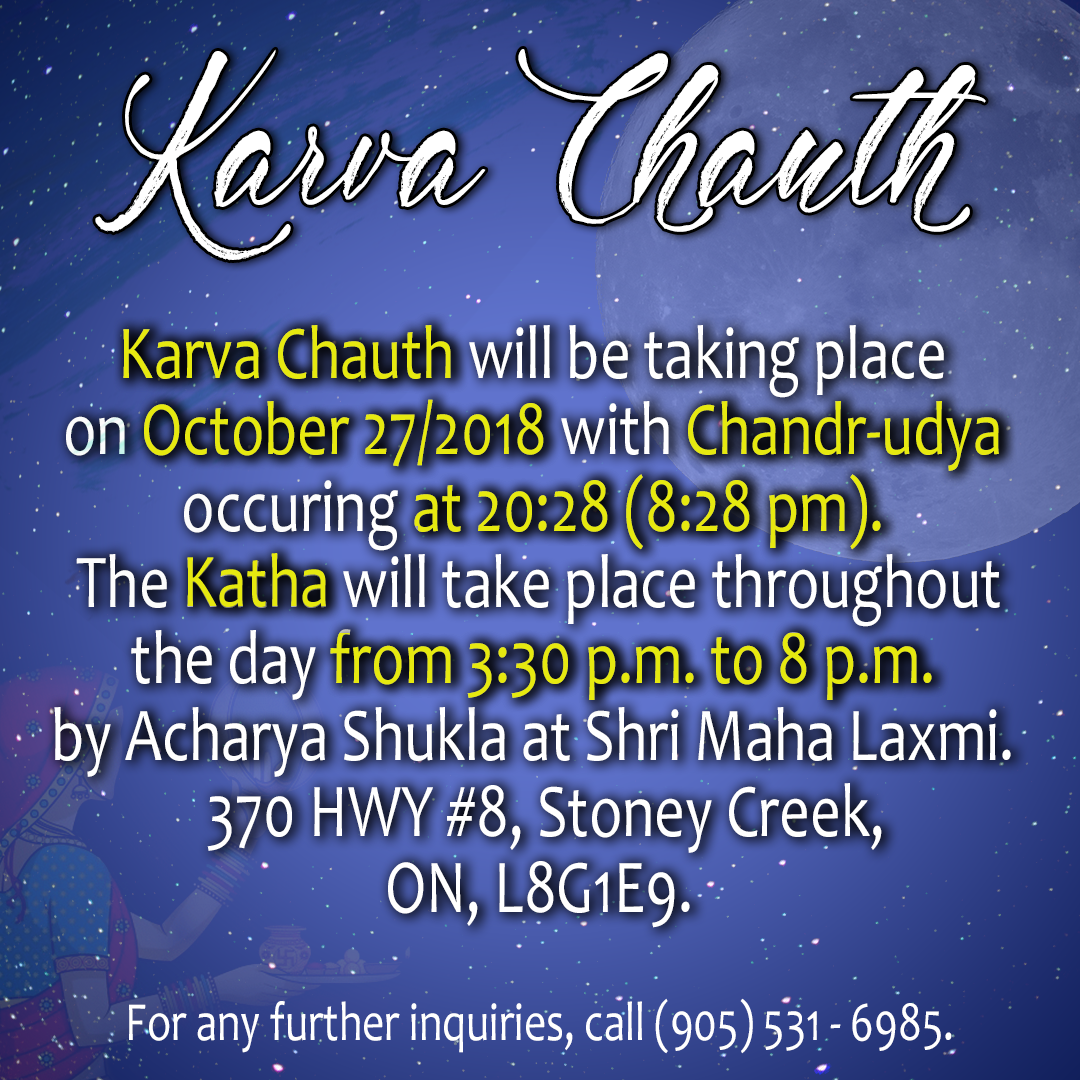 Karva Chauth
Karva Chauth will be taking place
on October 27/2018 with Chandr-udya
occuring at 20:28 (8:28 pm).
The Katha will take place throughout
the day from 3:30 p.m. to 8 p.m.
by Acharya Shukla at Shri Maha Laxmi.
370 HWY #8, Stoney Creek,
ON, L8G1E9.
For any further inquiries, call (905) 531 - 6985.